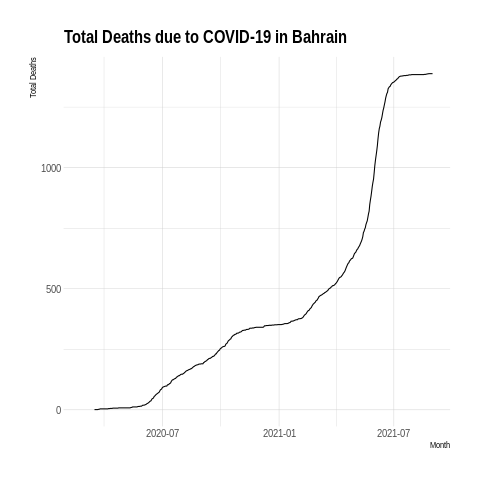 Total Deaths due to COVID-19 in Bahrain
Total Deaths
1000
500
0
2020-07 2021-01 2021-07
Month